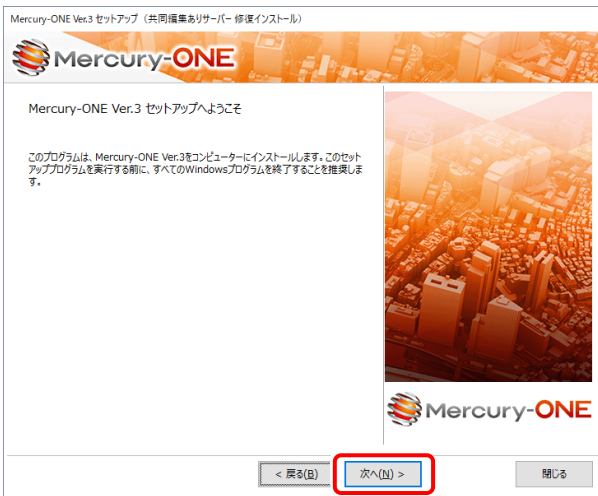 Mercury-ONE Ver.3 セットアップ（共同編集ありサーバー 修復インストール）
Mercury-ONE
Mercury-ONE Ver.3 セットアップへようこそ
このプログラムは、Mercury-ONE Ver.3をコンピューターにインストールします。このセット
アッププログラムを実行する前に、すべてのWindowsプログラムを終了することを推奨しま
す。
Mercury-ONE
< 戻る(B)
次へ(N) >
閉じる